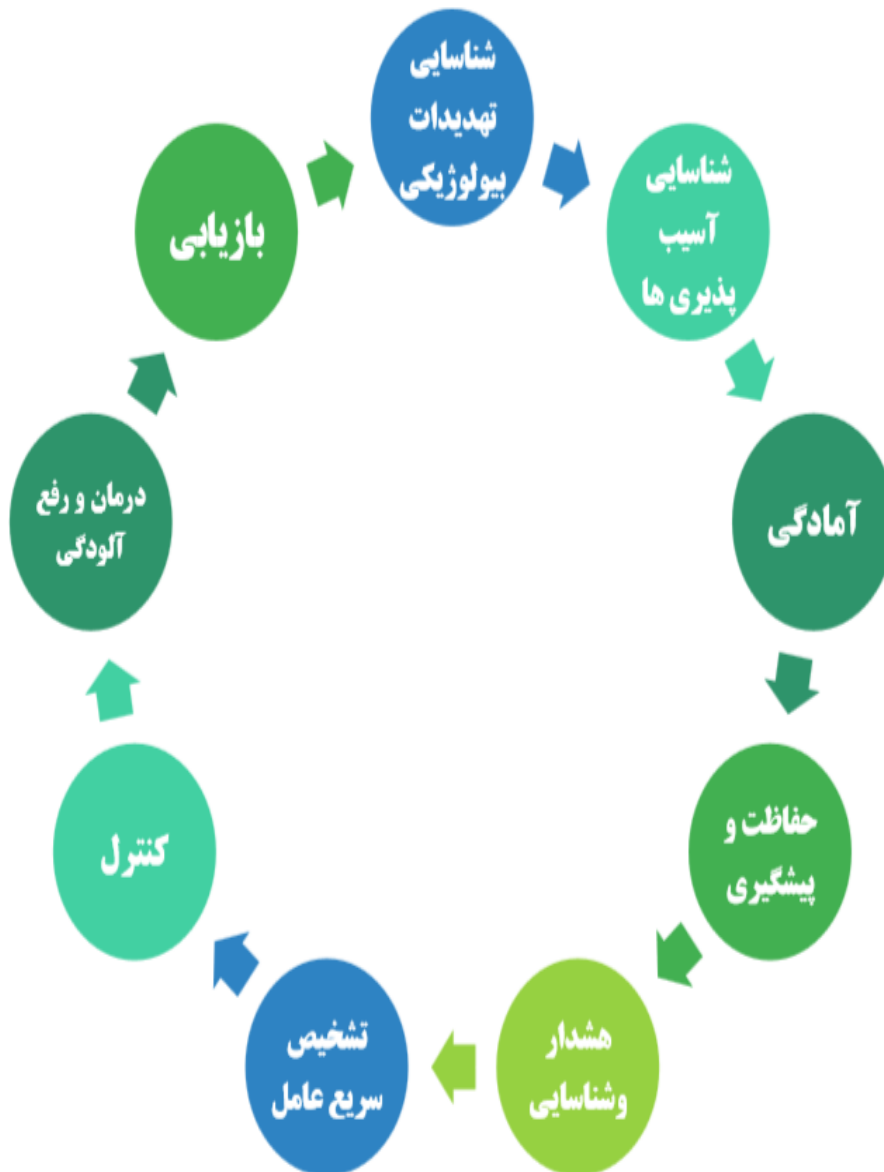 شناسایی
تهدیدات
بیولوژیکی
شناسایی
آسیب
پذیری ها
آمادگی
حفاظت و
پیشگیری
هشدار
وشناسایی
تشخیص
سریع عامل
کنترل
درمان و رفع
آلودگی
بازیابی